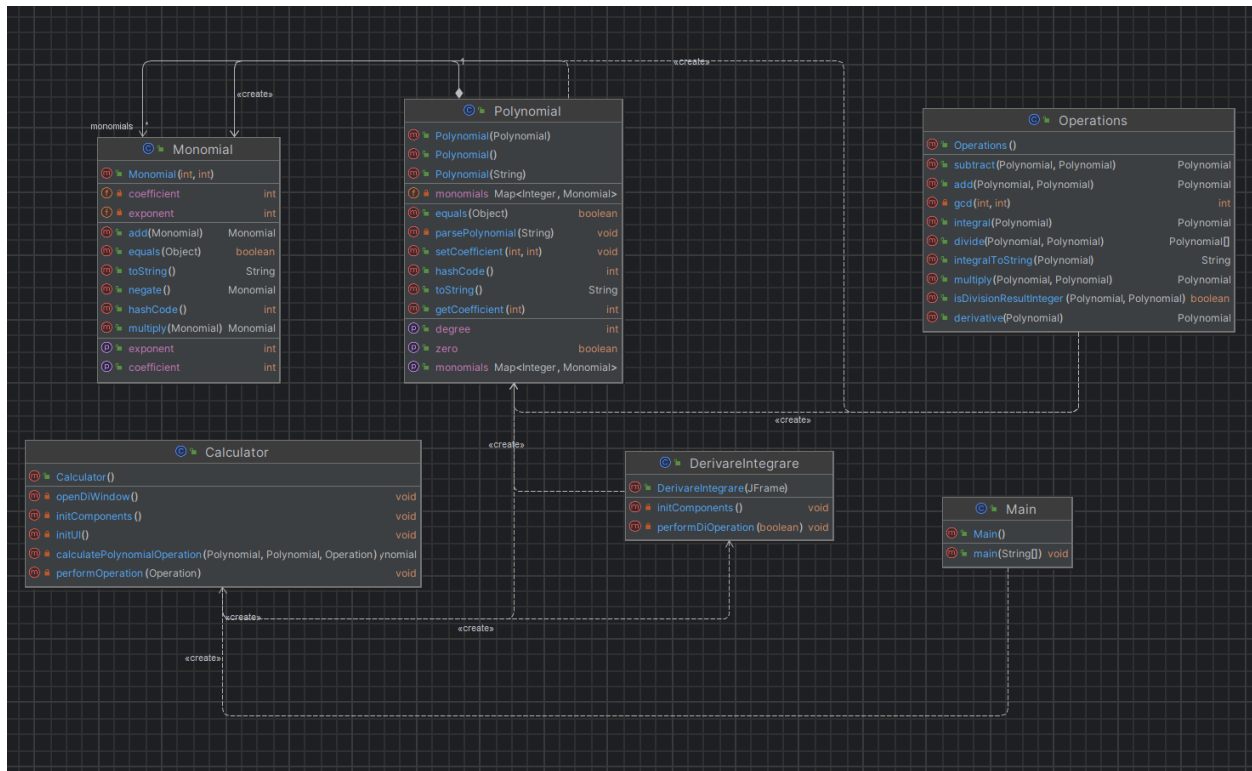 1
«create»
«create»
monomials
*
Monomial
Monomial(int, int)
coefficient int
exponent int
add(Monomial) Monomial
equals(Object) boolean
toString() String
negate() Monomial
hashCode() int
multiply(Monomial) Monomial
exponent int
coefficient int
Polynomial
Polynomial(Polynomial)
Polynomial()
Polynomial(String)
monomials Map<Integer, Monomial>
equals(Object) boolean
parsePolynomial(String) void
setCoefficient(int, int) void
hashCode() int
toString() String
getCoefficient(int) int
degree int
zero boolean
monomials Map<Integer, Monomial>
Operations
Operations()
subtract(Polynomial, Polynomial) Polynomial
add(Polynomial, Polynomial) Polynomial
gcd(int, int) int
integral(Polynomial) Polynomial
divide(Polynomial, Polynomial) Polynomial[]
integralToString(Polynomial) String
multiply(Polynomial, Polynomial) Polynomial
isDivisionResultInteger(Polynomial, Polynomial) boolean
derivative(Polynomial) Polynomial
«create»
«create»
Calculator
Calculator()
openDiWindow() void
initComponents() void
initUI() void
calculatePolynomialOperation(Polynomial, Polynomial, Operation) ynomial
performOperation(Operation) void
DerivareIntegrare
DerivareIntegrare(JFrame)
initComponents() void
performDiOperation(boolean) void
Main
Main()
main(String[]) void
«create»
«create»
«create»